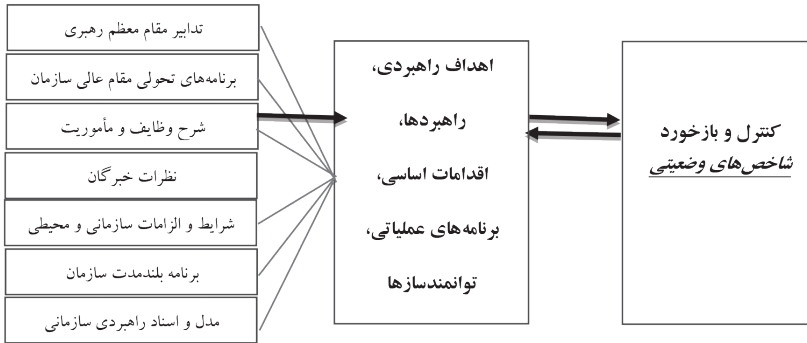 تدابیر مقام معظم رهبری
برنامه‌های تحولی مقام عالی سازمان
شرح وظایف و مأموریت
نظرات خبرگان
شرایط و الزامات سازمانی و محیطی
برنامه بلندمدت سازمان
مدل و اسناد راهبردی سازمانی
اهداف راهبردی،
راهبردها،
اقدامات اساسی،
برنامه‌های عملیاتی،
توانمندسازها
کنترل و بازخورد
شاخص‌های وضعیتی